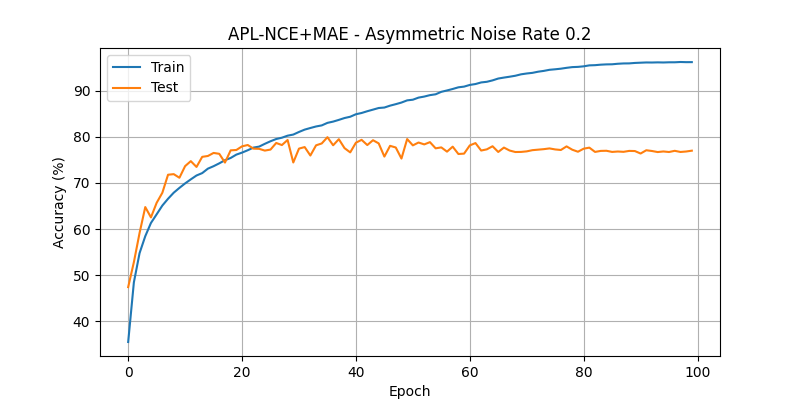 APL-NCE+MAE - Asymmetric Noise Rate 0.2
Train
Test
Accuracy (%)
90
80
70
60
50
40
0 20 40 60 80 100
Epoch